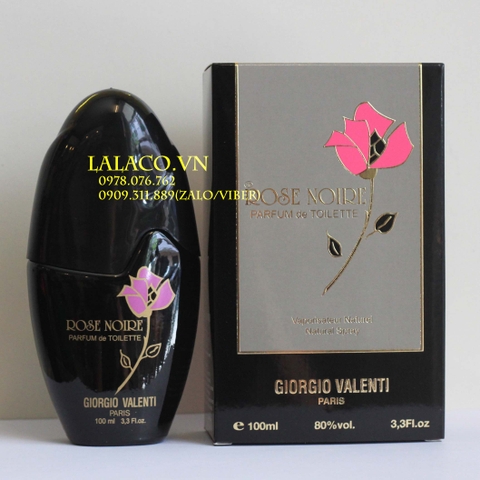 LALACO.VN
0978.076.762
0909.311.889(ZALO/VIBER)
ROSE NOIRE
PARFUM de TOILETTE
Vaporisateur Naturel
Natural Spray
GIORGIO VALENTI
PARIS
e 100ml 80%vol. 3,3Fl.oz
ROSE NOIRE
PARFUM de TOILETTE
GIORGIO VALENTI
PARIS
100 ml 3,3 Fl.oz.